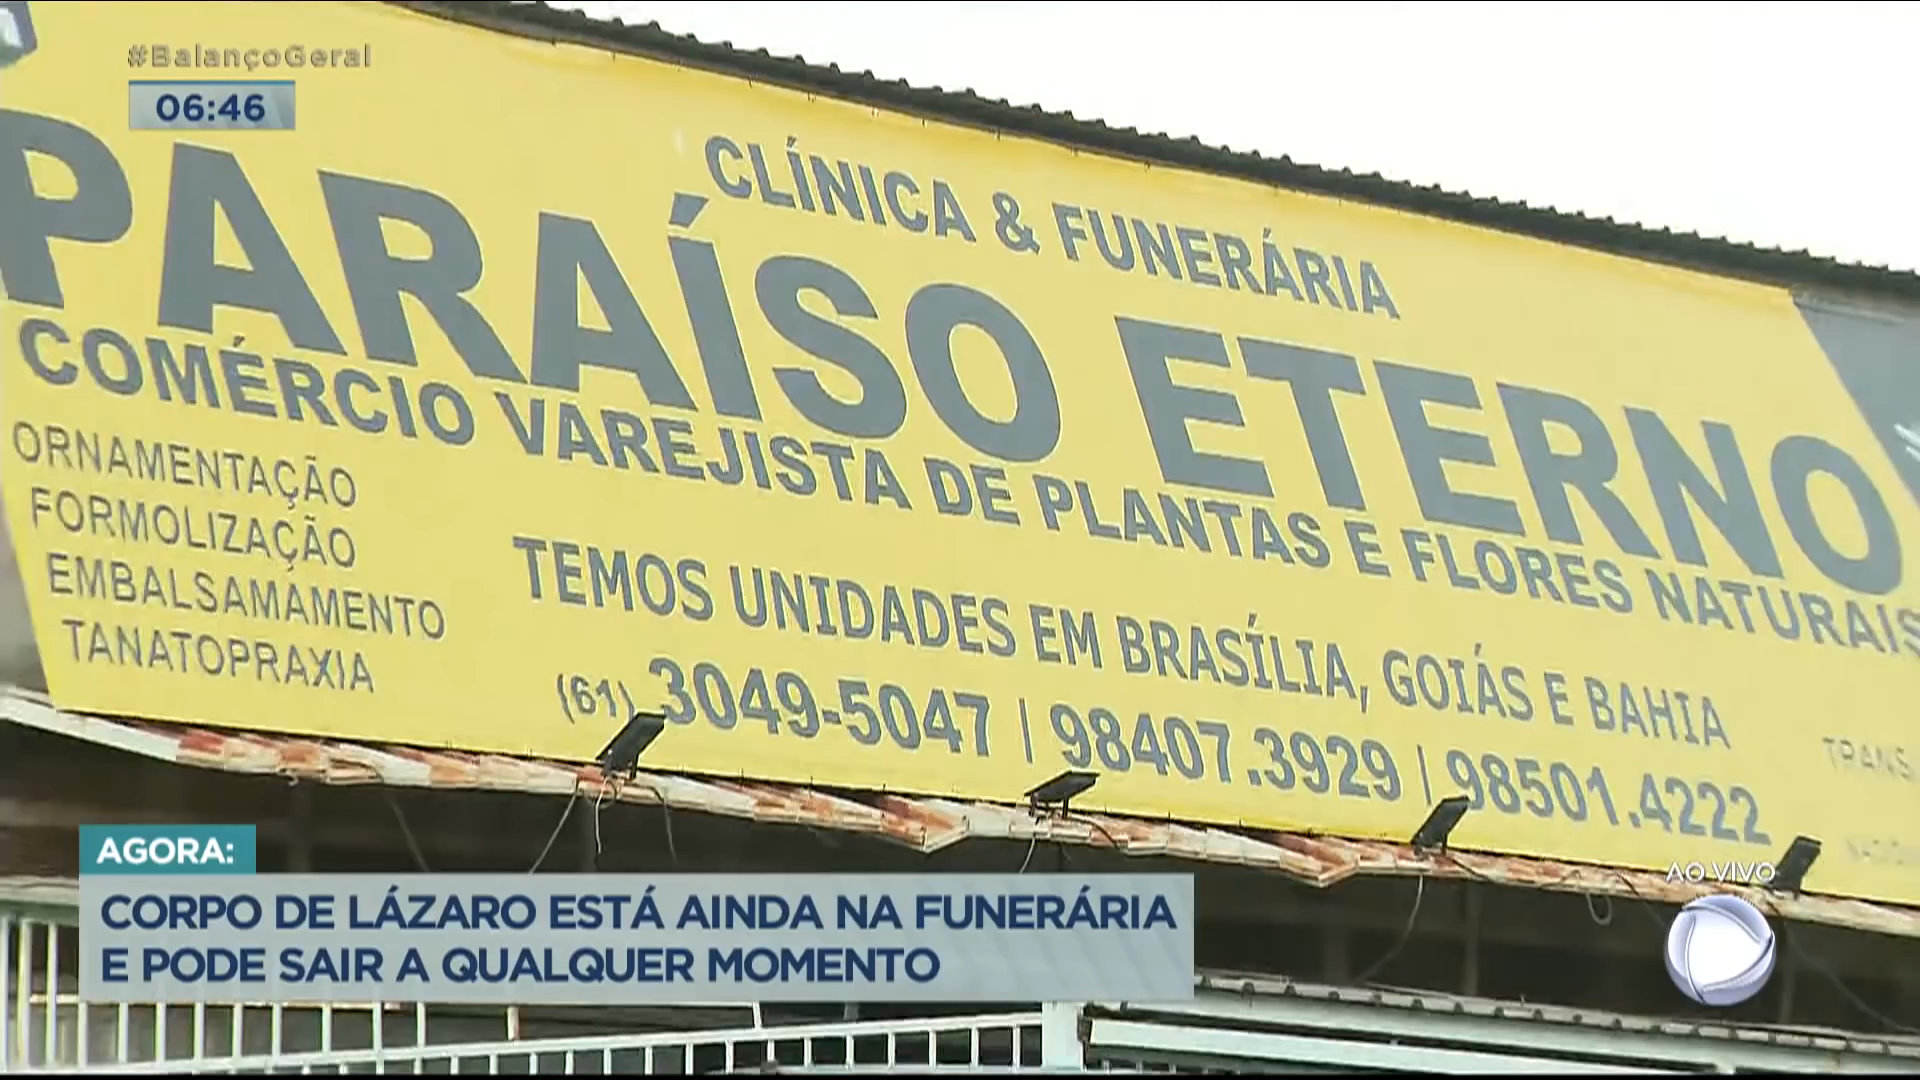 #BalançoGeral
06:46
CLÍNICA & FUNERÁRIA
PARAÍSO ETERNO
COMÉRCIO VAREJISTA DE PLANTAS E FLORES NATURAIS
ORNAMENTAÇÃO
FORMOLIZAÇÃO
EMBALSAMAMENTO
TANATOPRAXIA
TEMOS UNIDADES EM BRASÍLIA, GOIÁS E BAHIA
(61) 3049-5047 | 98407.3929 | 98501.4222
TRANS
AO VIVO
AGORA:
CORPO DE LÁZARO ESTÁ AINDA NA FUNERÁRIA
E PODE SAIR A QUALQUER MOMENTO